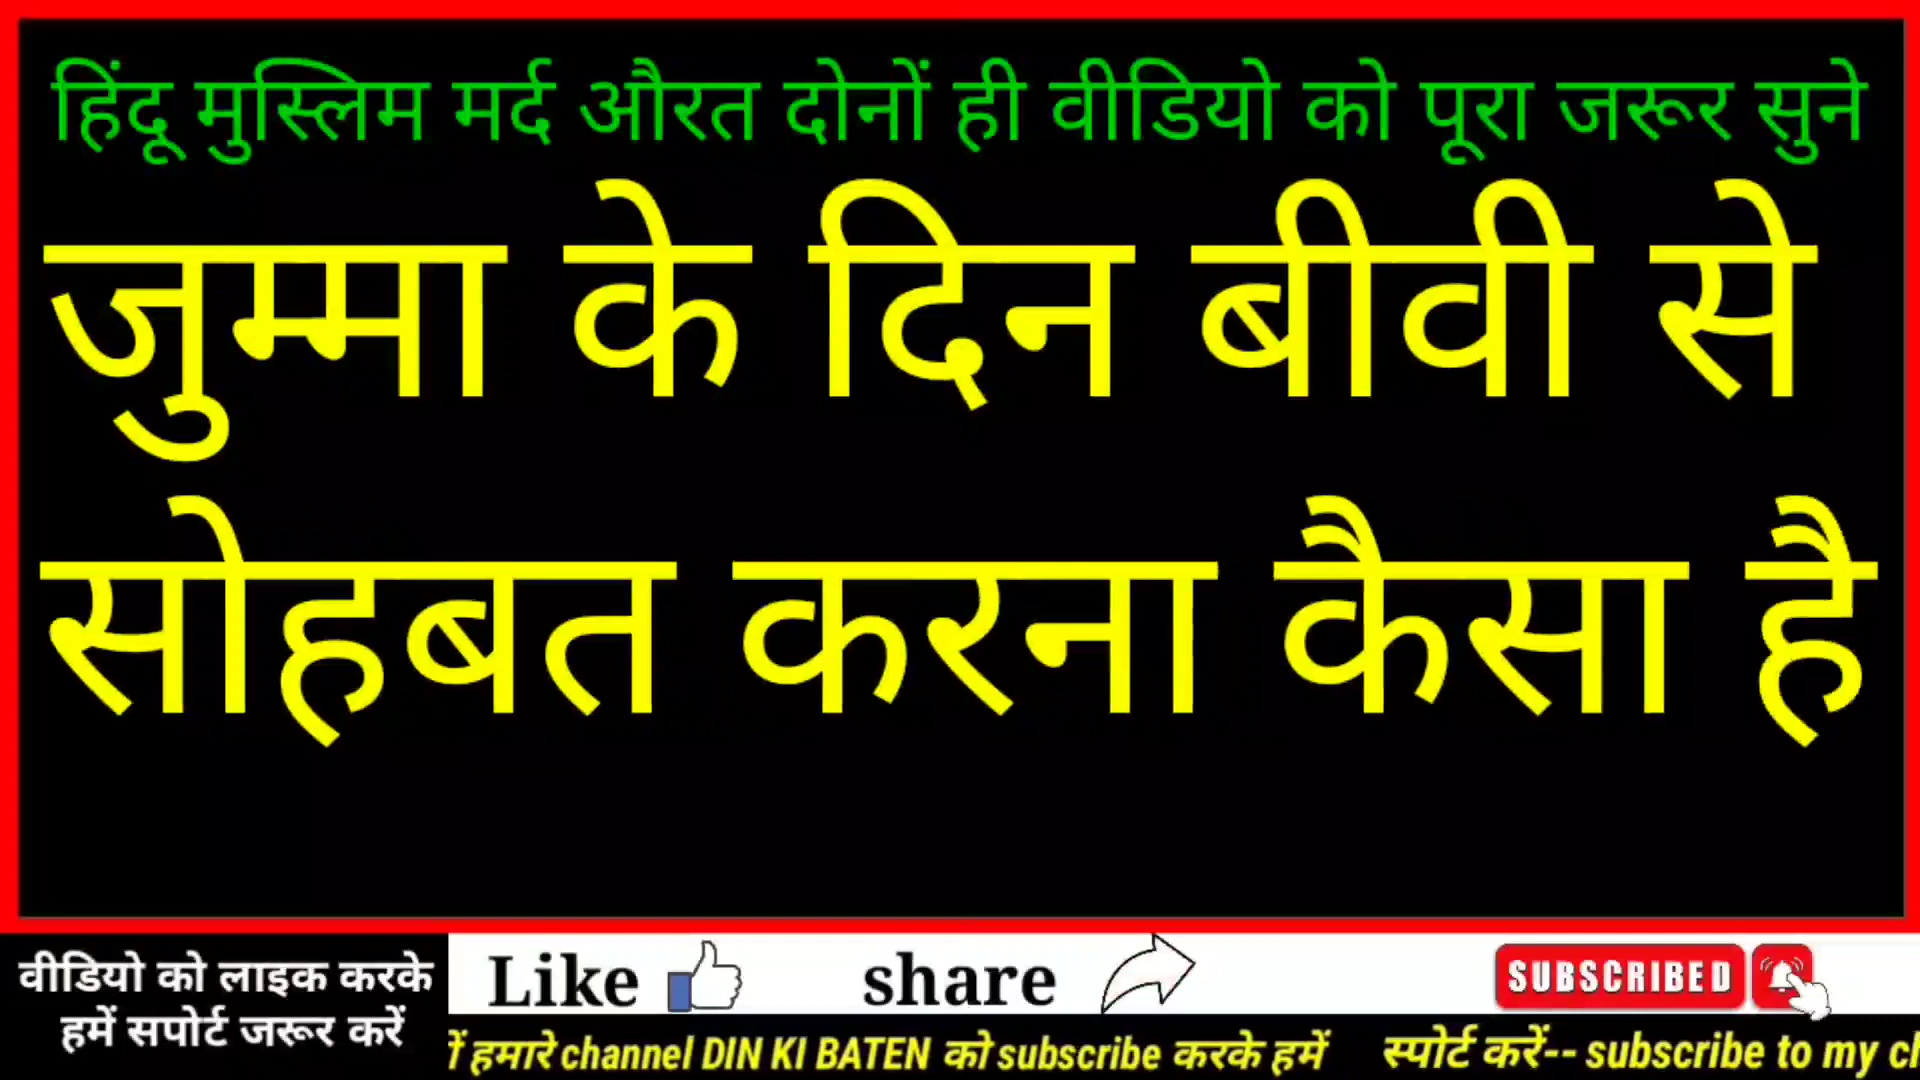 हिंदू मुस्लिम मर्द औरत दोनों ही वीडियो को पूरा जरूर सुने
जुम्मा के दिन बीवी से
सोहबत करना कैसा है
वीडियो को लाइक करके
हमें सपोर्ट जरूर करें
Like share SUBSCRIBED
हमारे channel DIN KI BATEN को subscribe करके हमें स्पोर्ट करें-- subscribe to my